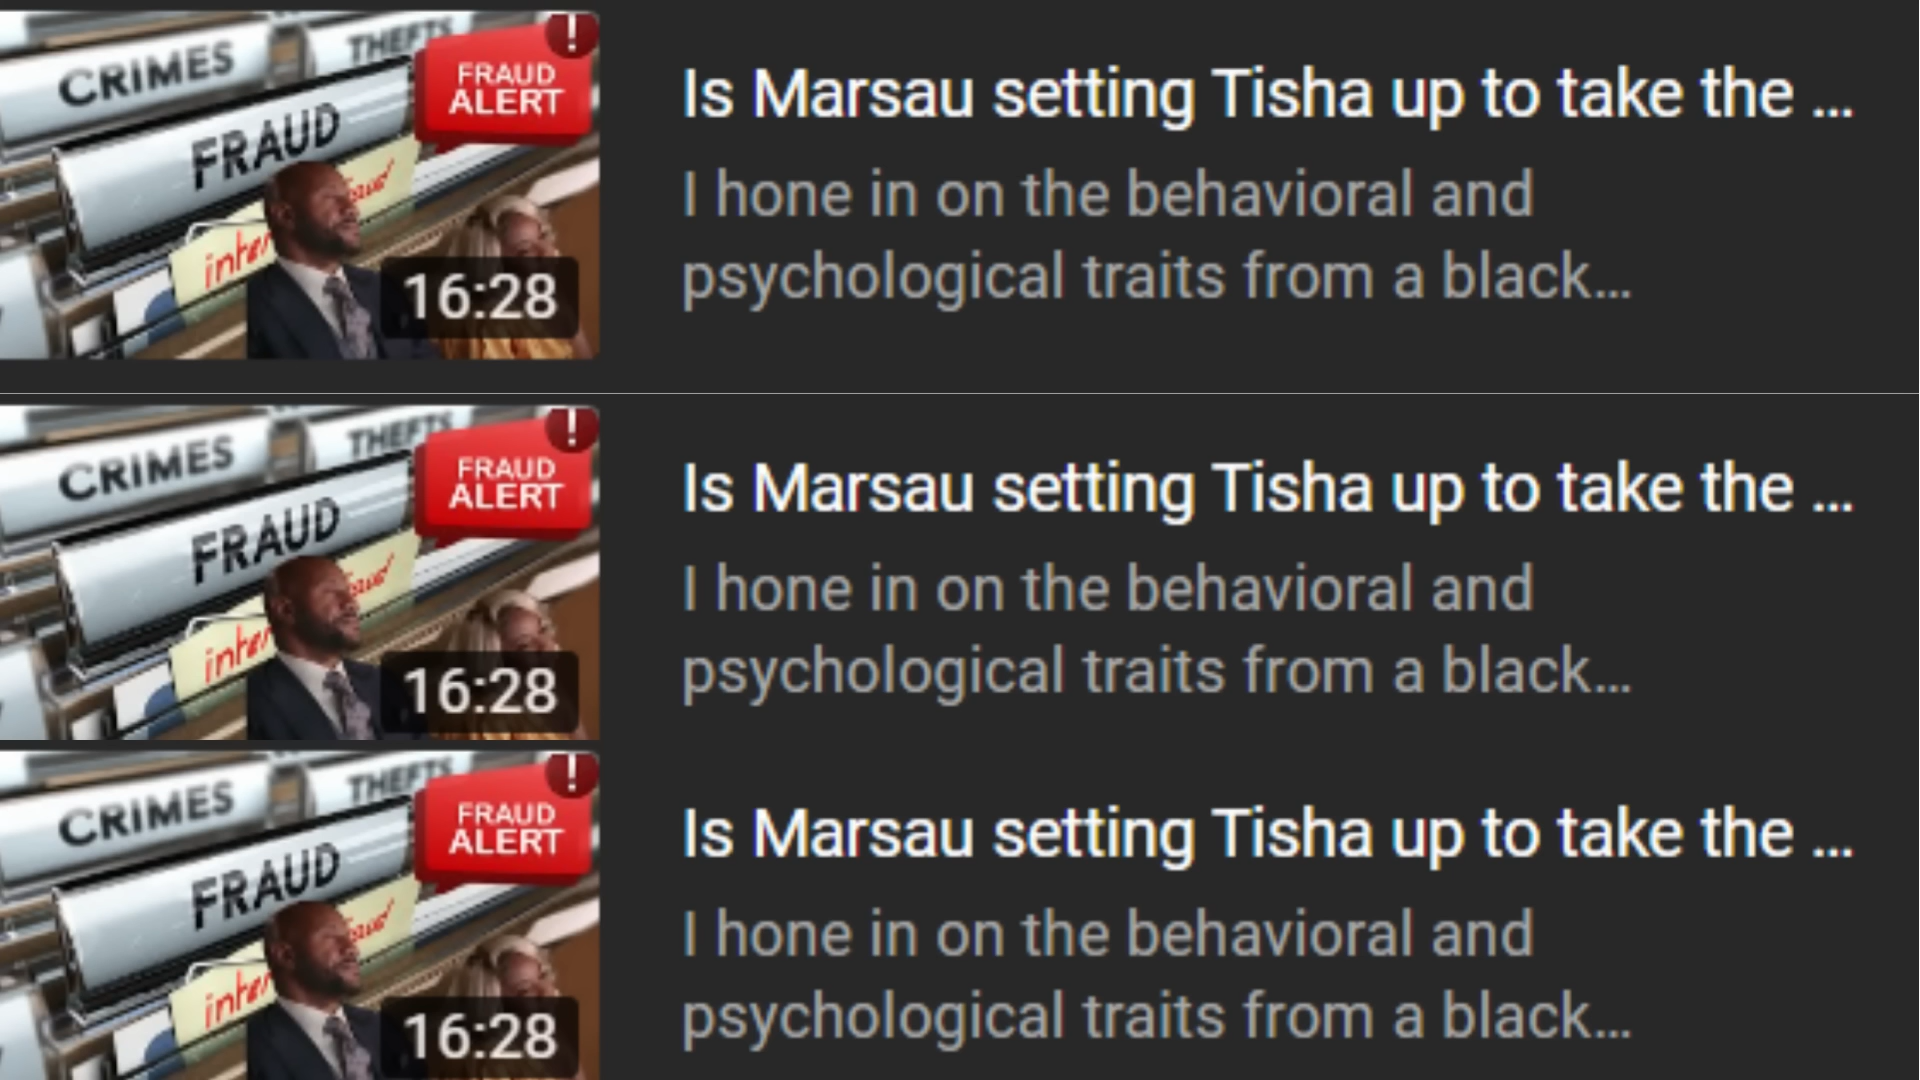 CRIMES
THEFTS
!
FRAUD
ALERT
FRAUD
16:28
Is Marsau setting Tisha up to take the ...
I hone in on the behavioral and
psychological traits from a black...
CRIMES
THEFTS
!
FRAUD
ALERT
FRAUD
16:28
Is Marsau setting Tisha up to take the ...
I hone in on the behavioral and
psychological traits from a black...
CRIMES
THEFTS
!
FRAUD
ALERT
FRAUD
16:28
Is Marsau setting Tisha up to take the ...
I hone in on the behavioral and
psychological traits from a black...